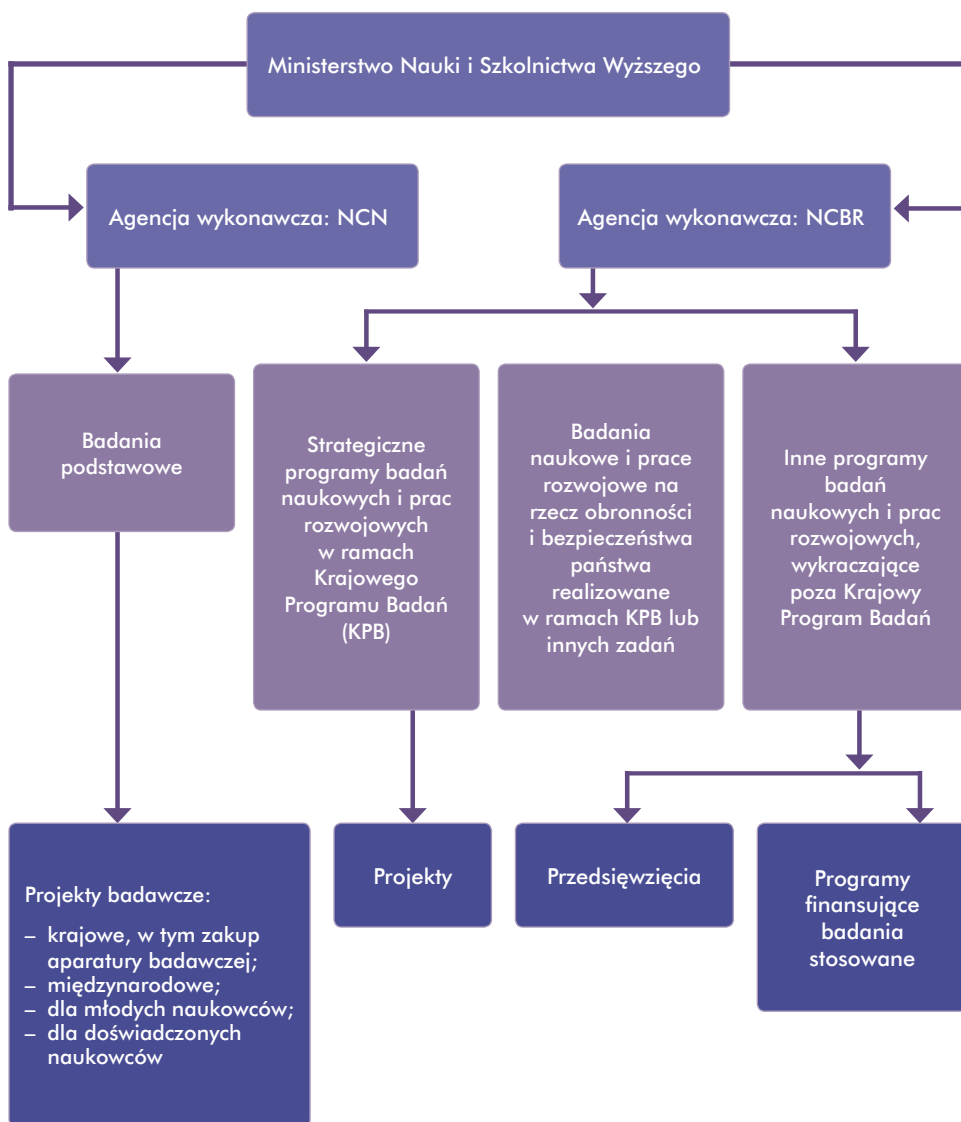 Ministerstwo Nauki i Szkolnictwa Wyższego
Agencja wykonawcza: NCN
Agencja wykonawcza: NCBR
Badania
podstawowe
Strategiczne
programy badań
naukowych i prac
rozwojowych
w ramach
Krajowego
Programu Badań
(KPB)
Badania
naukowe i prace
rozwojowe na
rzecz obronności
i bezpieczeństwa
państwa
realizowane
w ramach KPB lub
innych zadań
Inne programy
badań
naukowych i prac
rozwojowych,
wykraczające
poza Krajowy
Program Badań
Projekty badawcze:
– krajowe, w tym zakup
aparatury badawczej;
– międzynarodowe;
– dla młodych naukowców;
– dla doświadczonych
naukowców
Projekty
Przedsięwzięcia
Programy
finansujące
badania
stosowane